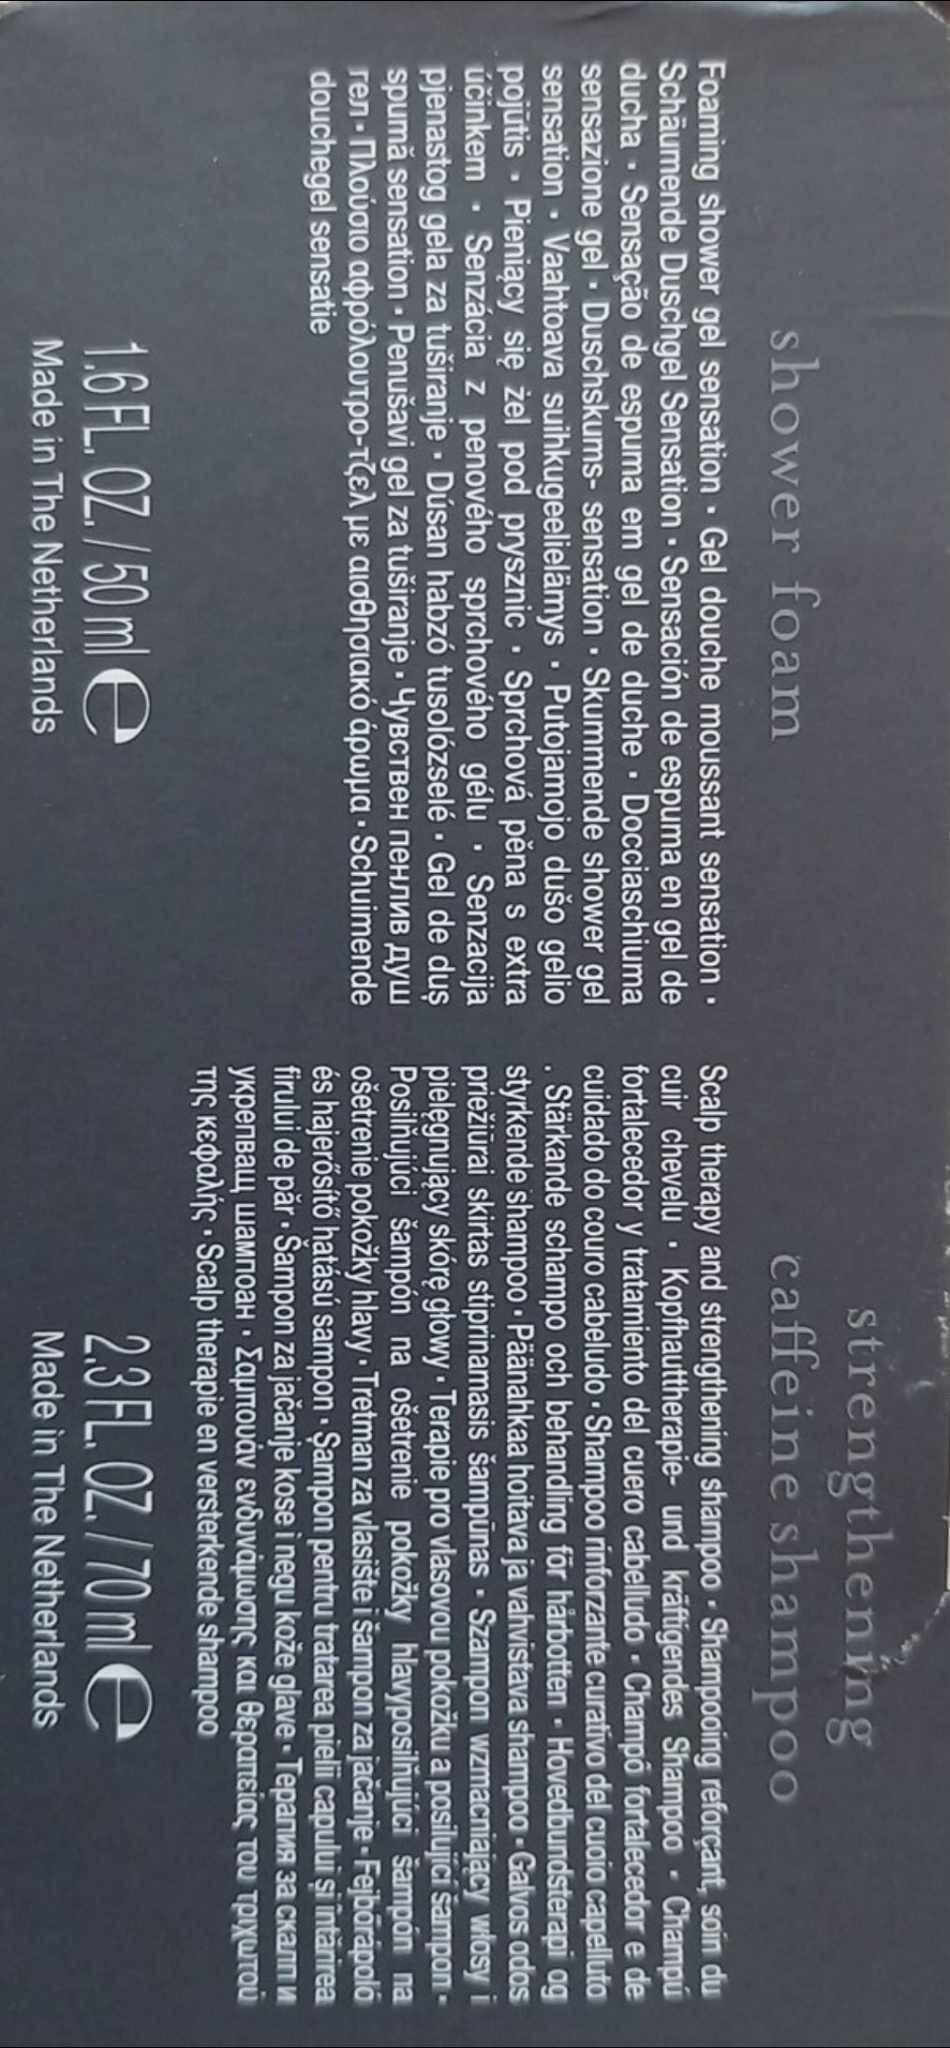 shower foam
Foaming shower gel sensation • Gel douche moussant sensation •
Schäumende Duschgel Sensation • Sensación de espuma en gel de
ducha • Sensação de espuma em gel de duche • Docciaschiuma
sensazione gel • Duschskums- sensation • Skummende shower gel
sensation • Vaahtoava suihkugeelielämys • Putojamojo dušo gelio
pojūtis • Pieniący się żel pod prysznic • Sprchová pěna s extra
účinkem • Senzácia z penového sprchového gélu • Senzacija
pjenastog gela za tuširanje • Dúsan habzó tusolózselé • Gel de duș
spumă sensation • Penušavi gel za tuširanje • Чувствен пенлив душ
гел • Πλούσιο αφρόλουτρο-τζελ με αισθησιακό άρωμα • Schuimende
douchegel sensatie
1.6 FL. OZ. / 50 ml e
Made in The Netherlands
strengthening
caffeine shampoo
Scalp therapy and strengthening shampoo • Shampooing reforçant, soin du
cuir chevelu • Kopfhauttherapie- und kräftigendes Shampoo • Champú
fortalecedor y tratamiento del cuero cabelludo • Champó fortalecedor e de
cuidado do couro cabeludo • Shampoo rinforzante curativo del cuoio capelluto
• Stärkande schampo och behandling för hårbotten • Hovedbundsterapi og
styrkende shampoo • Päänahkaa hoitava ja vahvistava shampoo • Galvos odos
priežiūrai skirtas stiprinamasis šampūnas • Szampon wzmacniający włosy i
pielęgnujący skórę głowy • Terapie pro vlasovou pokožku a posilující šampon •
Posilňujúci šampón na ošetrenie pokožky hlavyposilňujúci šampón na
ošetrenie pokožky hlavy • Tretman za vlasište i šampon za jačanje • Fejbőrápoló
és hajerősítő hatású sampon • Șampon pentru tratarea pielii capului și întărirea
firului de păr • Šampon za jačanje kose i negu kože glave • Терапия за скалп и
укрепващ шампоан • Σαμπουάν ενδυνάμωσης και θεραπείας του τριχωτού
της κεφαλής • Scalp therapie en versterkende shampoo
2.3 FL. OZ. / 70 ml e
Made in The Netherlands